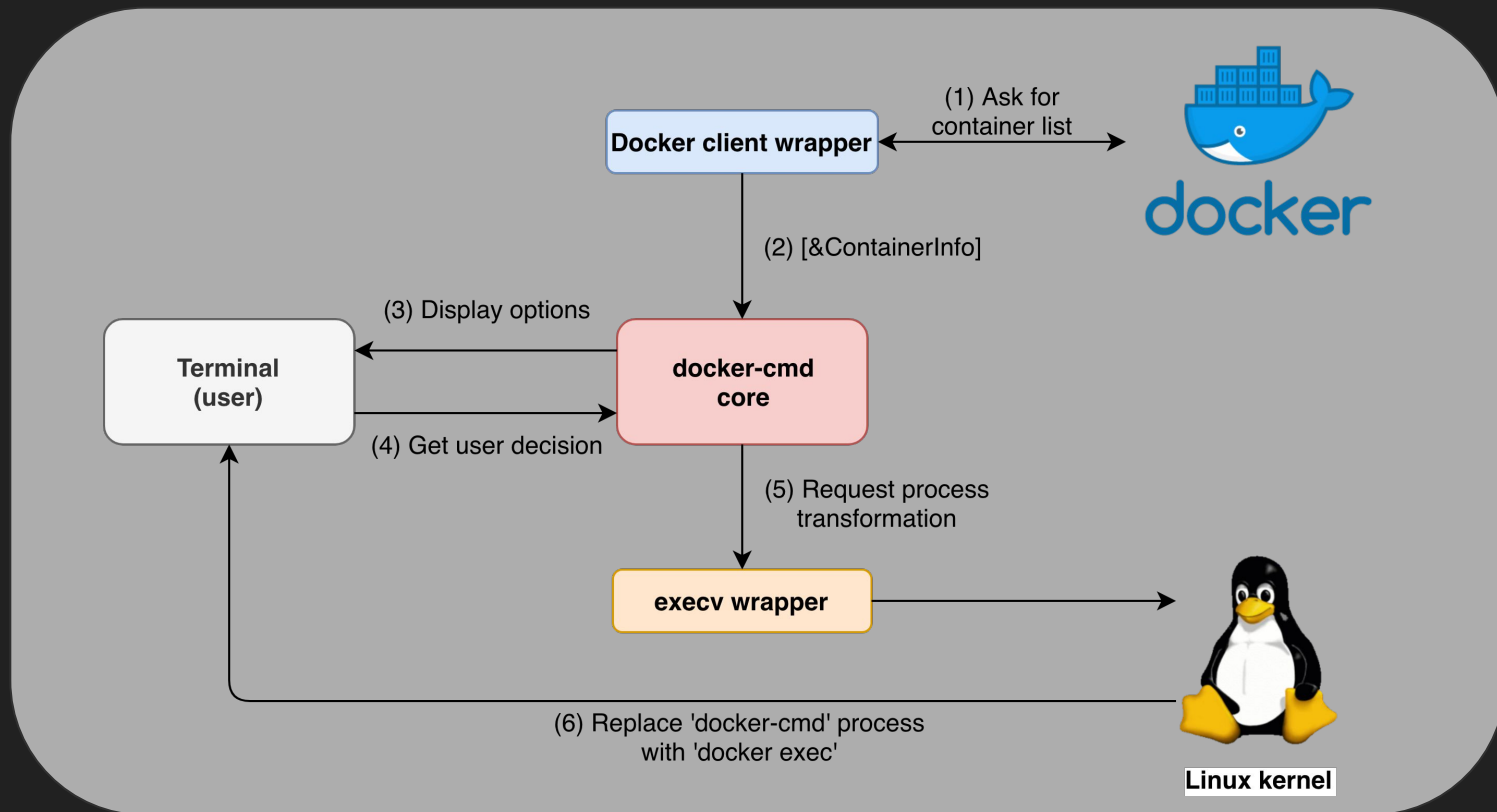 (1) Ask for
container list
Docker client wrapper
docker
(2) [&ContainerInfo]
(3) Display options
Terminal
(user)
docker-cmd
core
(4) Get user decision
(5) Request process
transformation
execv wrapper
(6) Replace 'docker-cmd' process
with 'docker exec'
Linux kernel